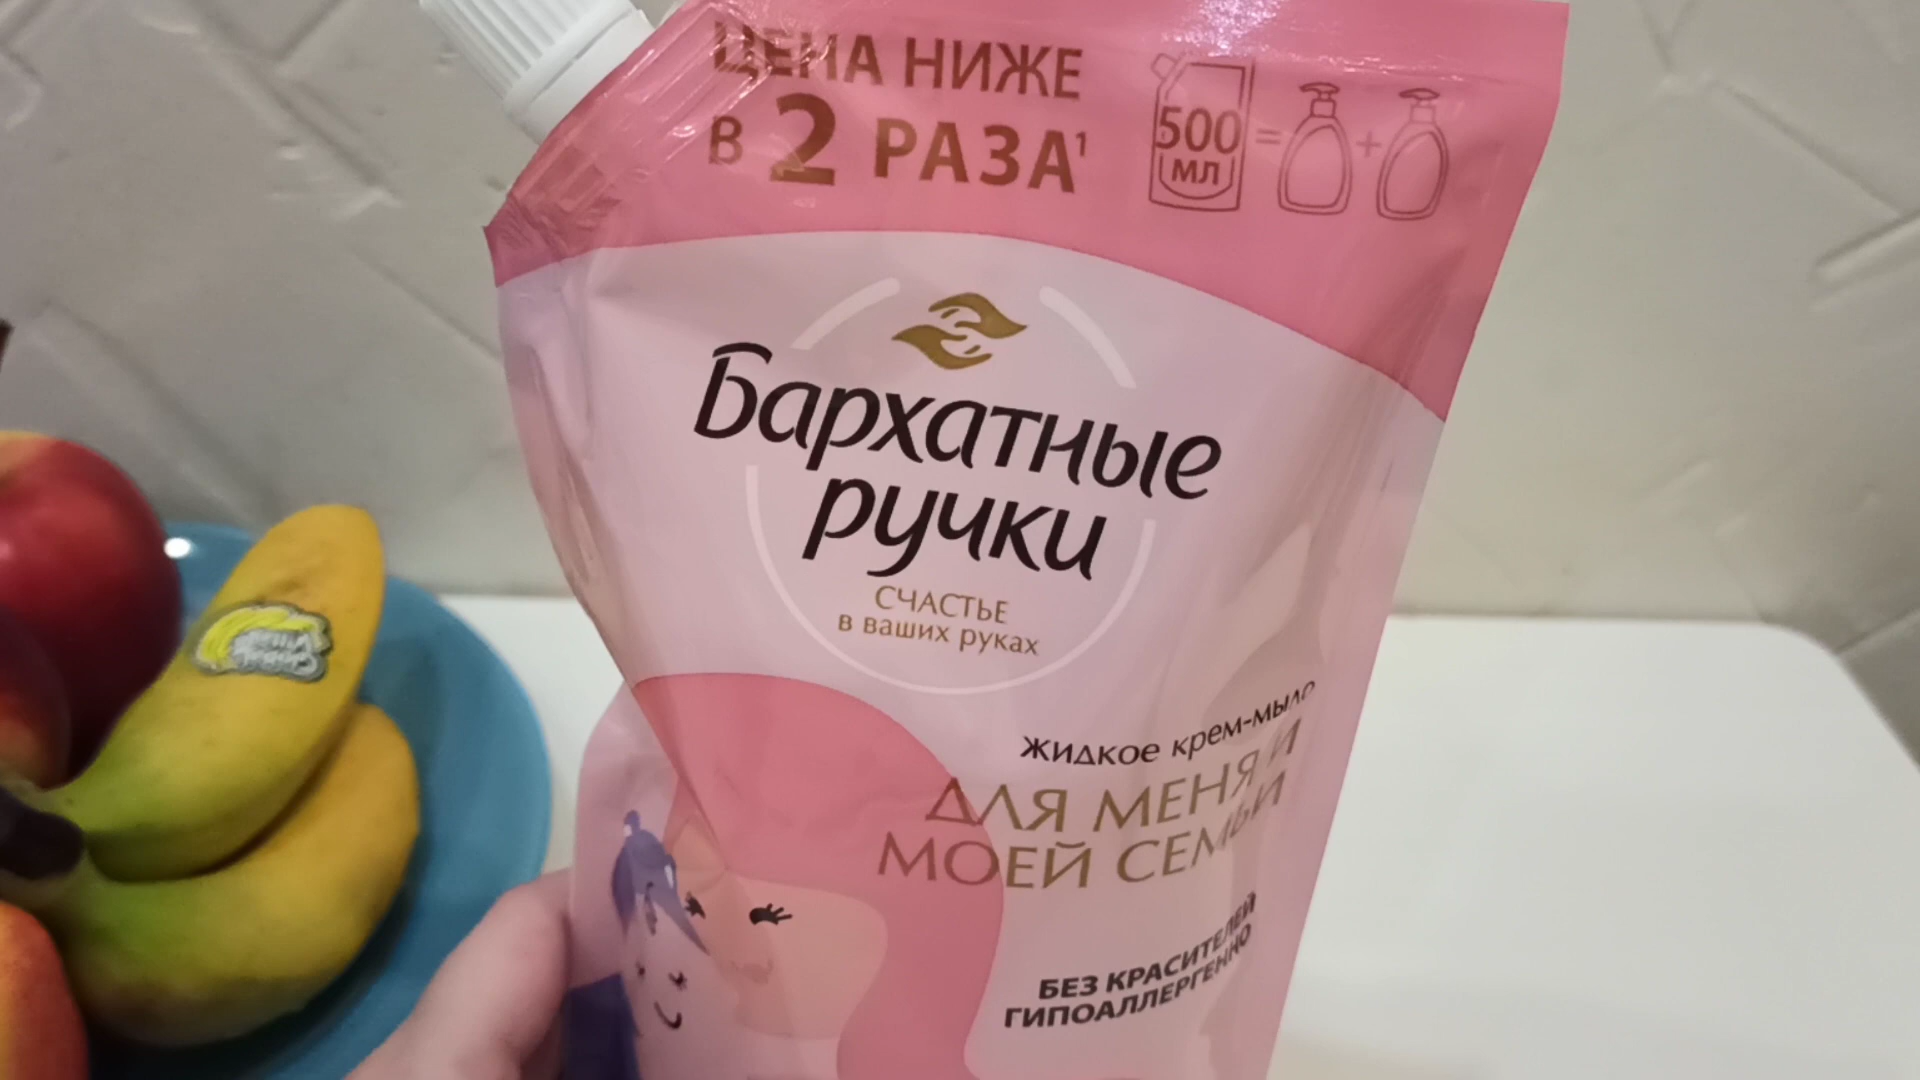 ЦЕНА НИЖЕ
В 2 РАЗА¹
500
МЛ
=
+
Бархатные
ручки
СЧАСТЬЕ
в ваших руках
жидкое крем-мыло
ДЛЯ МЕНЯ И
МОЕЙ СЕМЬИ
БЕЗ КРАСИТЕЛЕЙ
ГИПОАЛЛЕРГЕННО